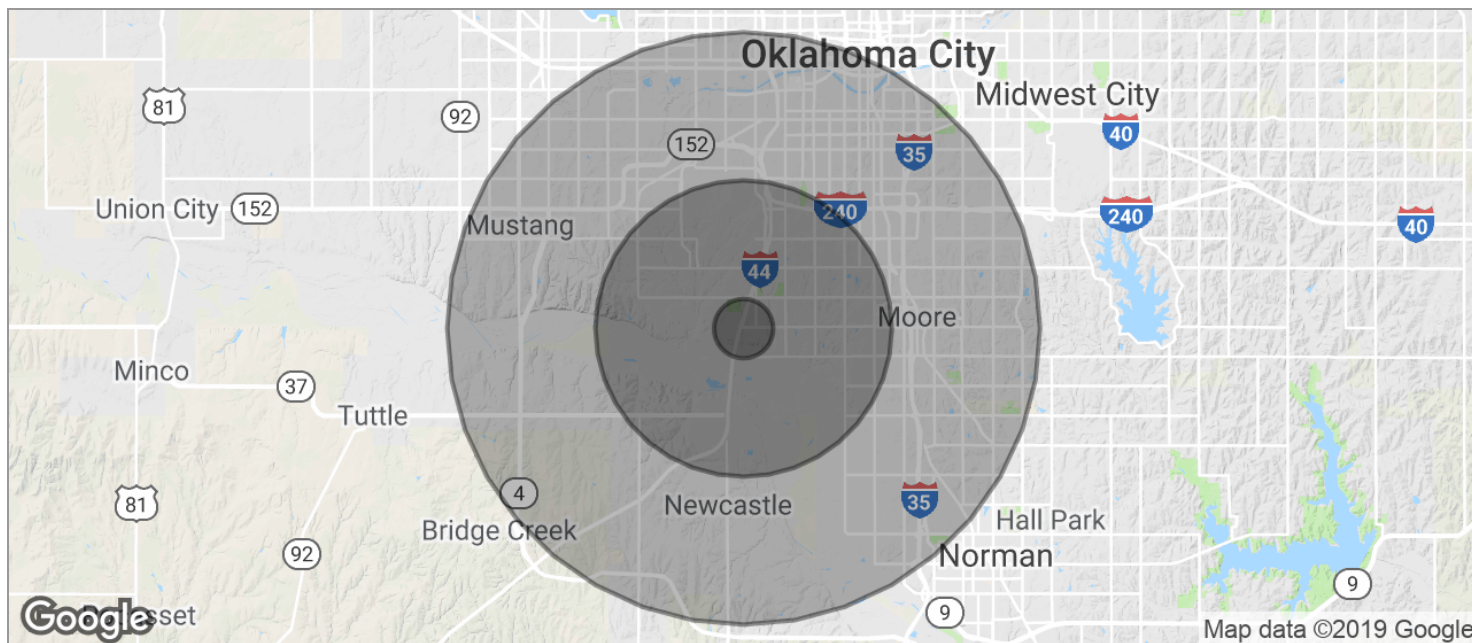 Oklahoma City
Midwest City
81
92
40
152
35
Union City
152
Mustang
240
240
40
44
Moore
Minco
37
Tuttle
81
4
Newcastle
35
Bridge Creek
Hall Park
92
Norman
9
9
Google
Map data ©2019 Google